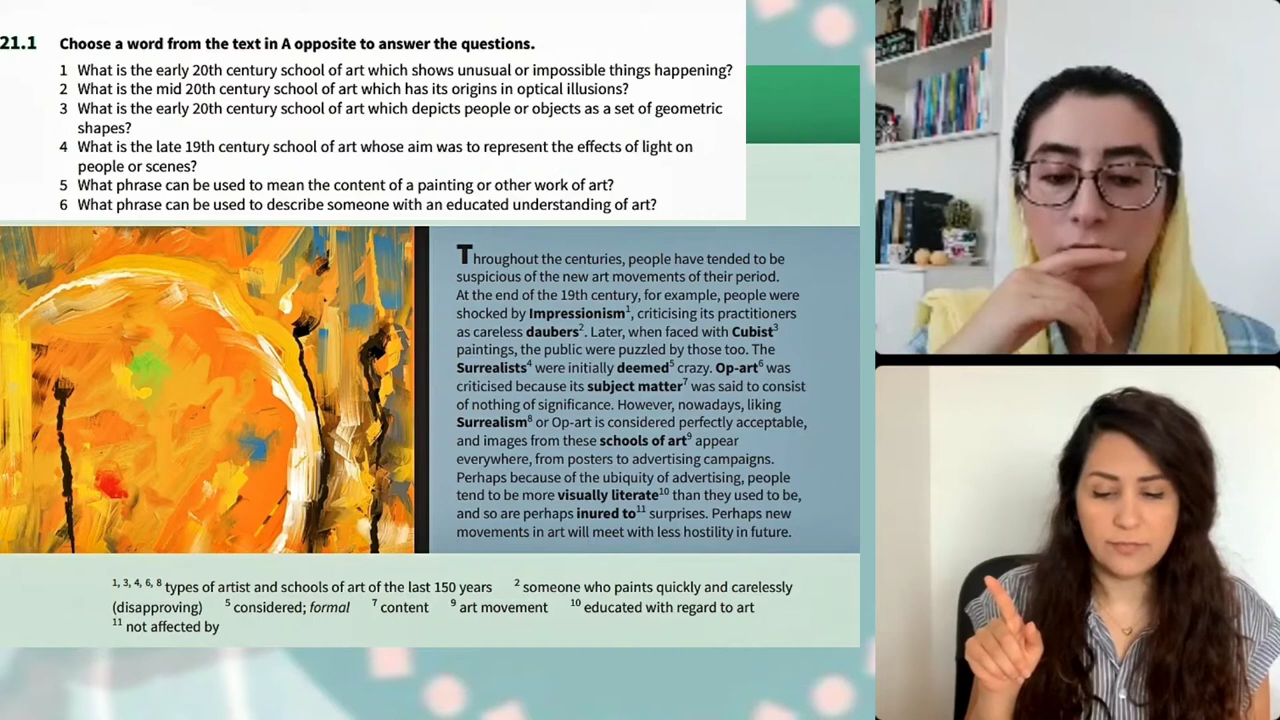 21.1 Choose a word from the text in A opposite to answer the questions.
1 What is the early 20th century school of art which shows unusual or impossible things happening?
2 What is the mid 20th century school of art which has its origins in optical illusions?
3 What is the early 20th century school of art which depicts people or objects as a set of geometric
shapes?
4 What is the late 19th century school of art whose aim was to represent the effects of light on
people or scenes?
5 What phrase can be used to mean the content of a painting or other work of art?
6 What phrase can be used to describe someone with an educated understanding of art?
Throughout the centuries, people have tended to be
suspicious of the new art movements of their period.
At the end of the 19th century, for example, people were
shocked by Impressionism¹, criticising its practitioners
as careless daubers². Later, when faced with Cubist³
paintings, the public were puzzled by those too. The
Surrealists⁴ were initially deemed⁵ crazy. Op-art⁶ was
criticised because its subject matter⁷ was said to consist
of nothing of significance. However, nowadays, liking
Surrealism⁸ or Op-art is considered perfectly acceptable,
and images from these schools of art⁹ appear
everywhere, from posters to advertising campaigns.
Perhaps because of the ubiquity of advertising, people
tend to be more visually literate¹⁰ than they used to be,
and so are perhaps inured to¹¹ surprises. Perhaps new
movements in art will meet with less hostility in future.
¹, ³, ⁴, ⁶, ⁸ types of artist and schools of art of the last 150 years ² someone who paints quickly and carelessly
(disapproving) ⁵ considered; formal ⁷ content ⁹ art movement ¹⁰ educated with regard to art
¹¹ not affected by